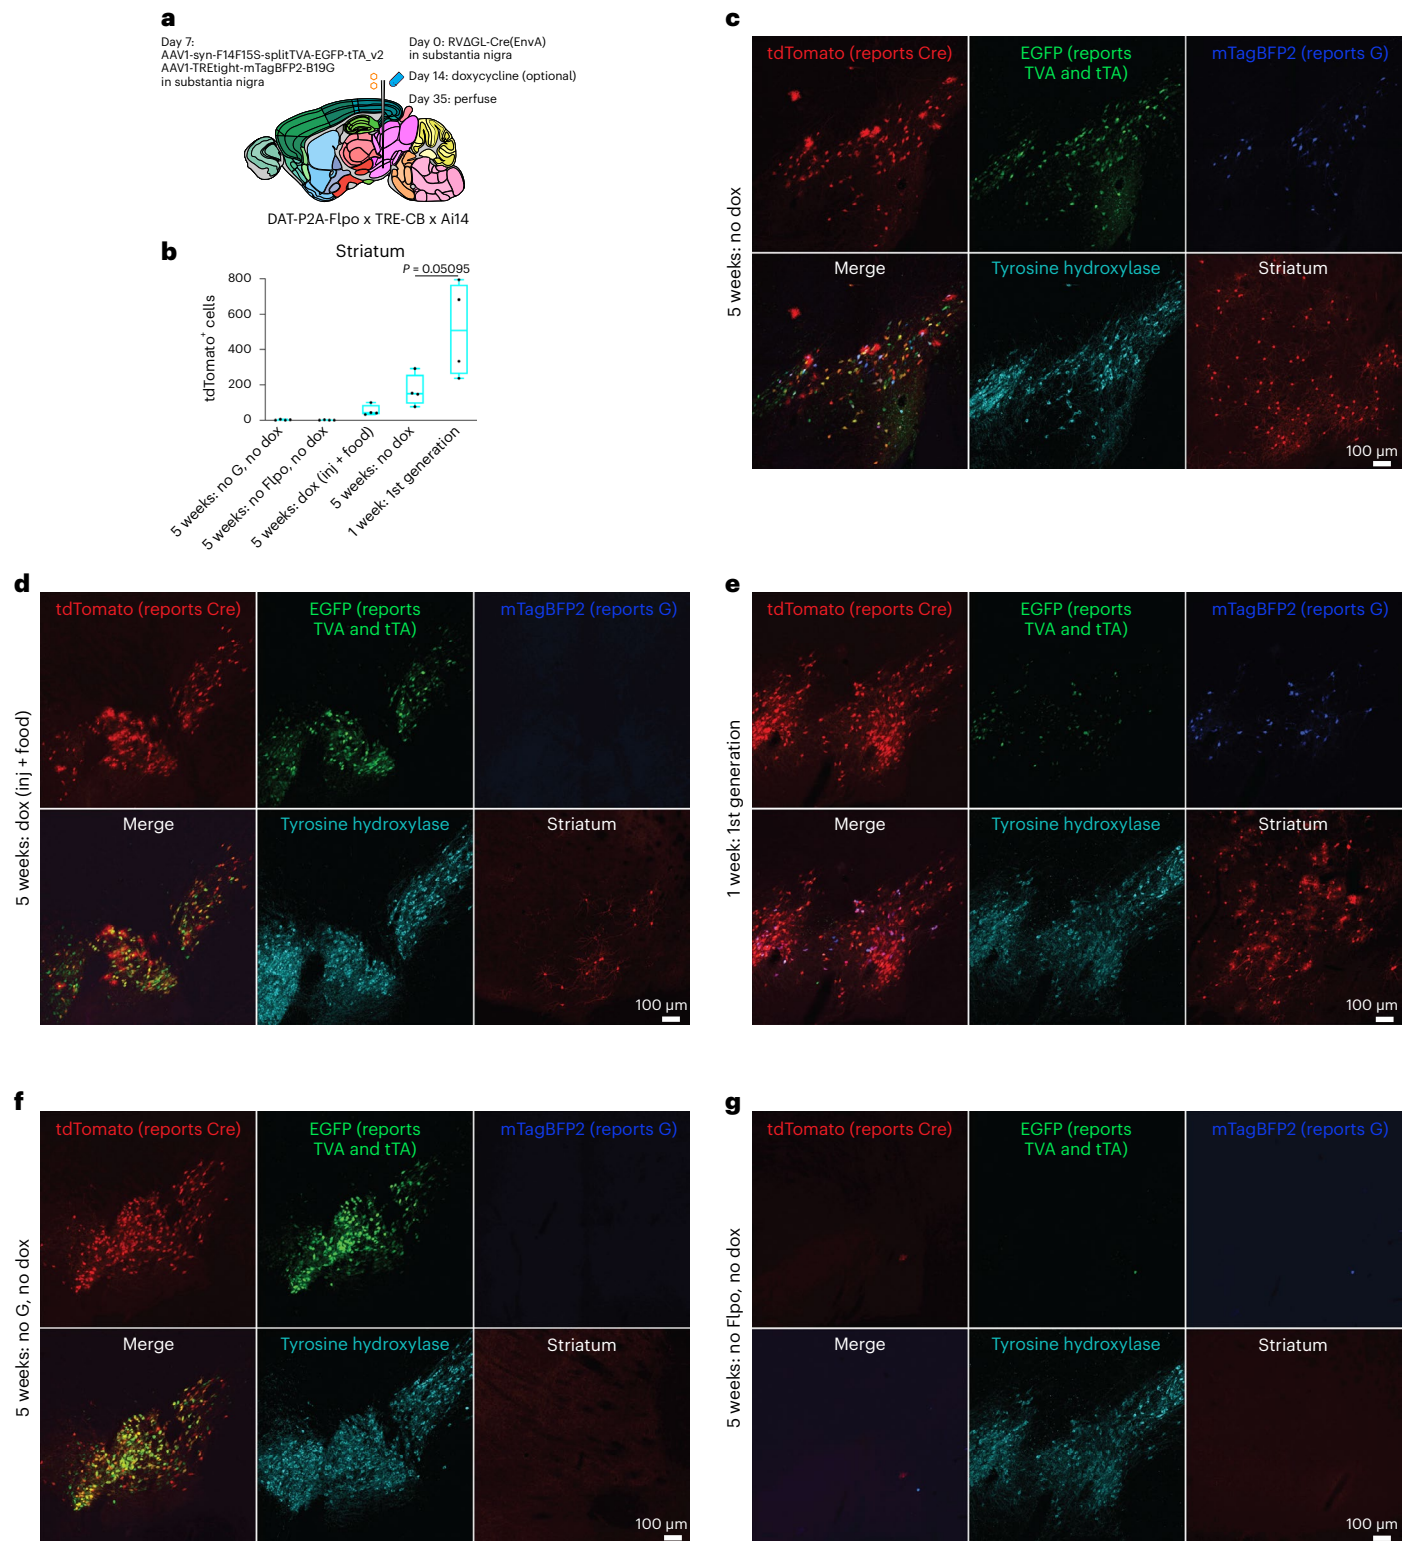 a
Day 7:
AAV1-syn-F14F15S-splitTVA-EGFP-tTA_v2
AAV1-TREtight-mTagBFP2-B19G
in substantia nigra
Day 0: RVΔGL-Cre(EnvA)
in substantia nigra
Day 14: doxycycline (optional)
Day 35: perfuse
DAT-P2A-Flpo x TRE-CB x Ai14
b
Striatum
P = 0.05095
tdTomato+ cells
800
600
400
200
0
5 weeks: no G, no dox
5 weeks: no Flpo, no dox
5 weeks: dox (inj + food)
5 weeks: no dox
1 week: 1st generation
c
5 weeks: no dox
tdTomato (reports Cre)
EGFP (reports
TVA and tTA)
mTagBFP2 (reports G)
Merge
Tyrosine hydroxylase
Striatum
100 µm
d
5 weeks: dox (inj + food)
tdTomato (reports Cre)
EGFP (reports
TVA and tTA)
mTagBFP2 (reports G)
Merge
Tyrosine hydroxylase
Striatum
100 µm
e
1 week: 1st generation
tdTomato (reports Cre)
EGFP (reports
TVA and tTA)
mTagBFP2 (reports G)
Merge
Tyrosine hydroxylase
Striatum
100 µm
f
5 weeks: no G, no dox
tdTomato (reports Cre)
EGFP (reports
TVA and tTA)
mTagBFP2 (reports G)
Merge
Tyrosine hydroxylase
Striatum
100 µm
g
5 weeks: no Flpo, no dox
tdTomato (reports Cre)
EGFP (reports
TVA and tTA)
mTagBFP2 (reports G)
Merge
Tyrosine hydroxylase
Striatum
100 µm